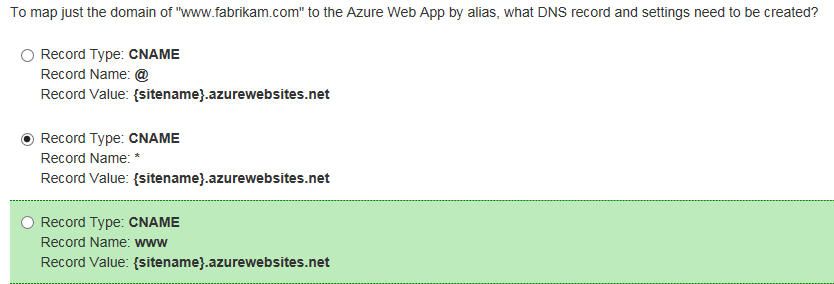 To map just the domain of "www.fabrikam.com" to the Azure Web App by alias, what DNS record and settings need to be created?
Record Type: CNAME
Record Name: @
Record Value: {sitename}.azurewebsites.net
Record Type: CNAME
Record Name: *
Record Value: {sitename}.azurewebsites.net
Record Type: CNAME
Record Name: www
Record Value: {sitename}.azurewebsites.net